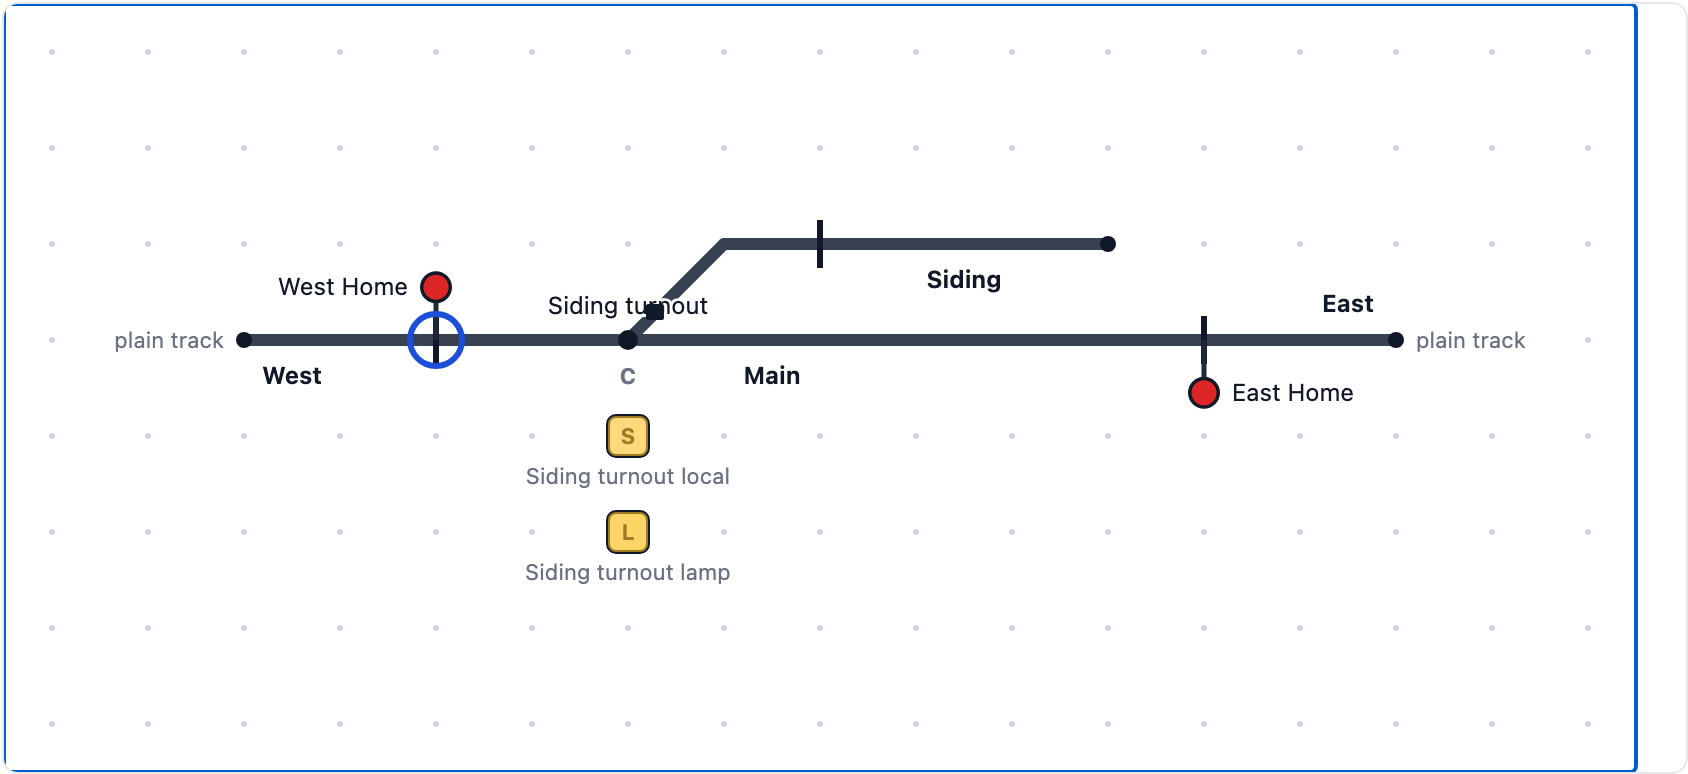 Siding
East
West Home
Siding turnout
plain track
plain track
West
C
Main
East Home
S
Siding turnout local
L
Siding turnout lamp